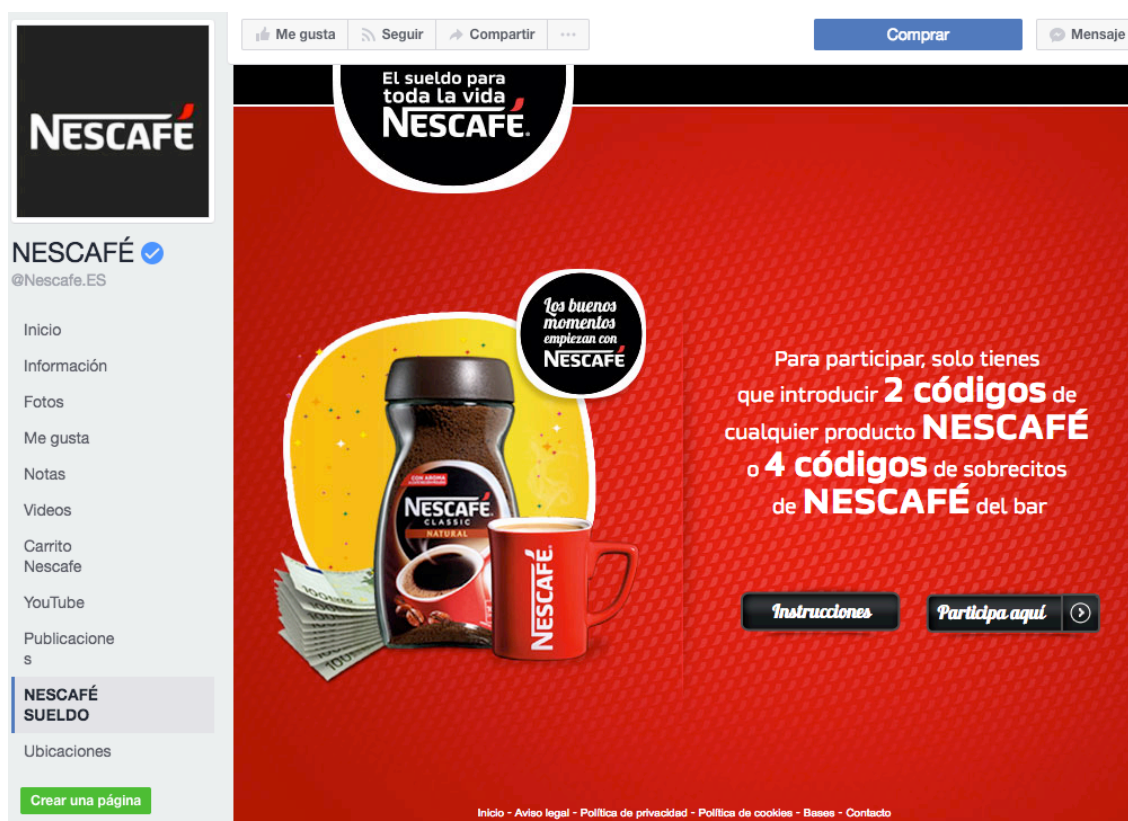 Me gusta
Seguir
Compartir
Comprar
Mensaje
NESCAFÉ
NESCAFÉ
@Nescafe.ES
Inicio
Información
Fotos
Me gusta
Notas
Videos
Carrito
Nescafe
YouTube
Publicacione
s
NESCAFÉ
SUELDO
Ubicaciones
Crear una página
El sueldo para
toda la vida
NESCAFÉ.
Los buenos
momentos
empiezan con
NESCAFÉ
CON AROMA
NESCAFÉ
CLASSIC
NATURAL
NESCAFÉ.
100
100
Para participar, solo tienes
que introducir 2 códigos de
cualquier producto NESCAFÉ
o 4 códigos de sobrecitos
de NESCAFÉ del bar
Instrucciones
Participa aquí
Inicio - Aviso legal - Política de privacidad - Política de cookies - Bases - Contacto